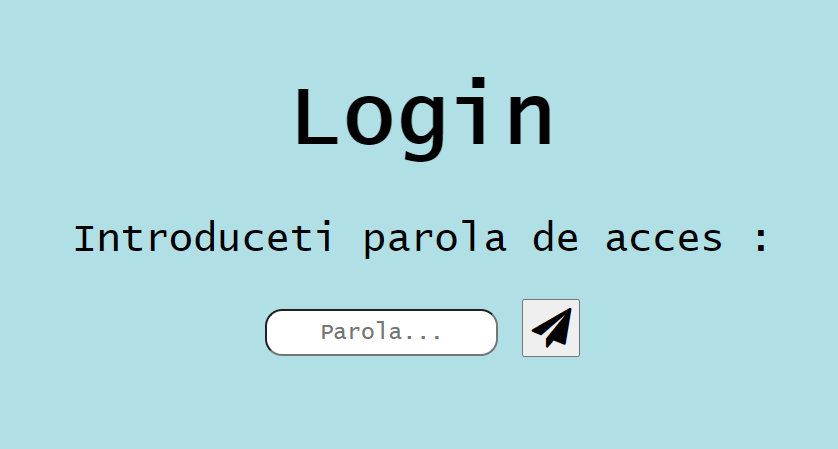 Login
Introduceti parola de acces :
Parola...